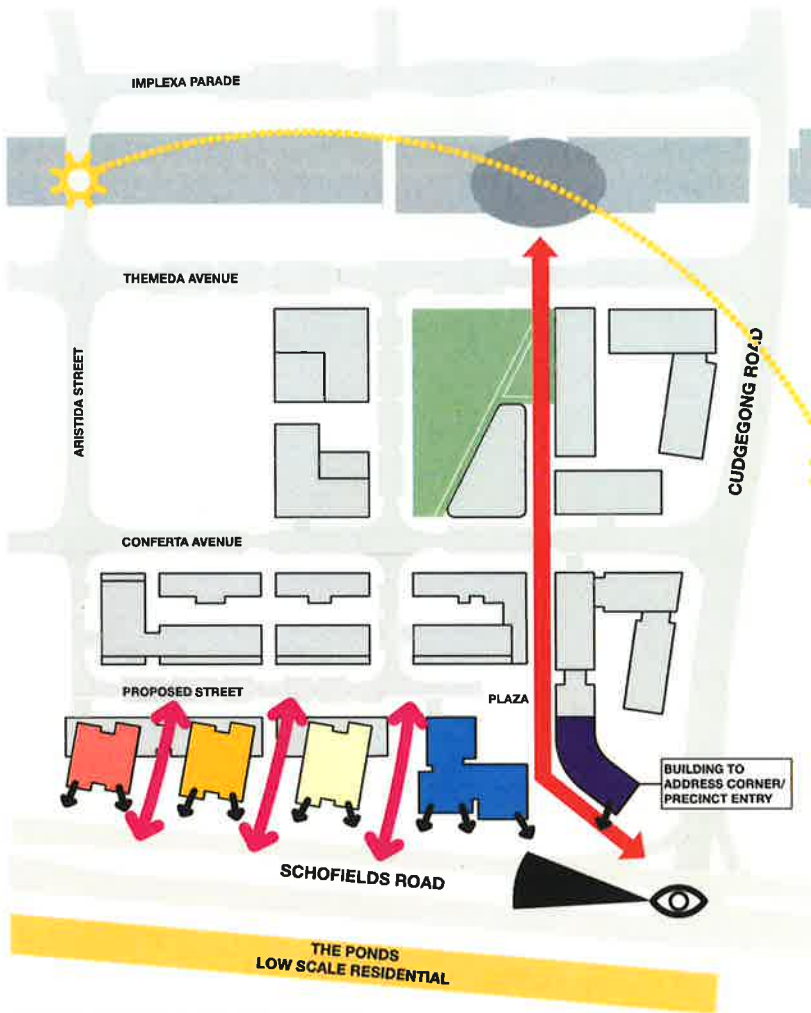 IMPLEXA PARADE
THEMEDA AVENUE
ARISTIDA STREET
CUDGEGONG ROAD
CONFERTA AVENUE
PROPOSED STREET
PLAZA
BUILDING TO
ADDRESS CORNER/
PRECINCT ENTRY
SCHOFIELDS ROAD
THE PONDS
LOW SCALE RESIDENTIAL